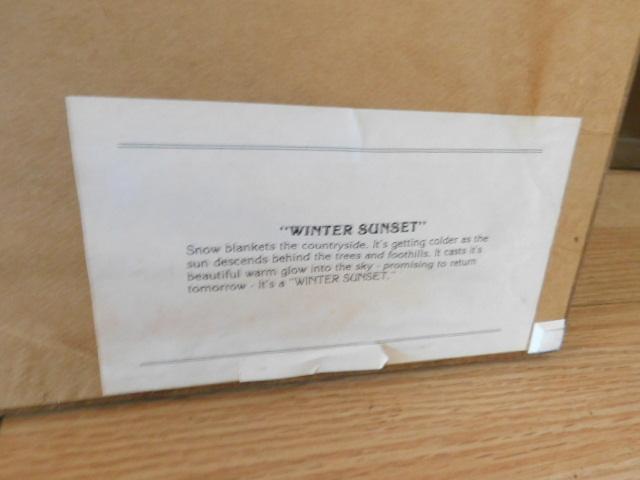 "WINTER SUNSET"
Snow blankets the countryside. It's getting colder as the
sun descends behind the trees and foothills. It casts it's
beautiful warm glow into the sky - promising to return
tomorrow - It's a "WINTER SUNSET."